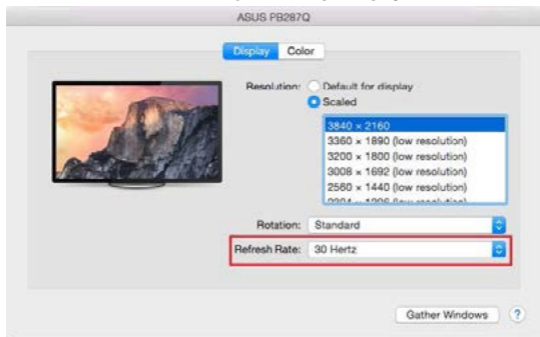 ASUS PB287Q
Display Color
Resolution: Default for display
Scaled
3840 × 2160
3360 × 1890 (low resolution)
3200 × 1800 (low resolution)
3008 × 1692 (low resolution)
2560 × 1440 (low resolution)
Rotation: Standard
Refresh Rate: 30 Hertz
Gather Windows ?